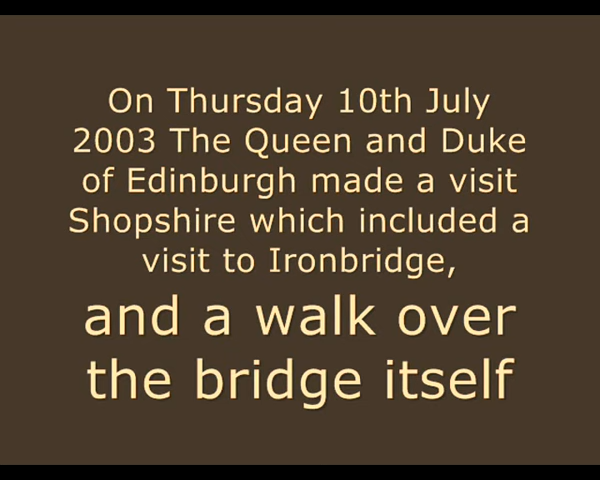 On Thursday 10th July
2003 The Queen and Duke
of Edinburgh made a visit
Shopshire which included a
visit to Ironbridge,
and a walk over
the bridge itself